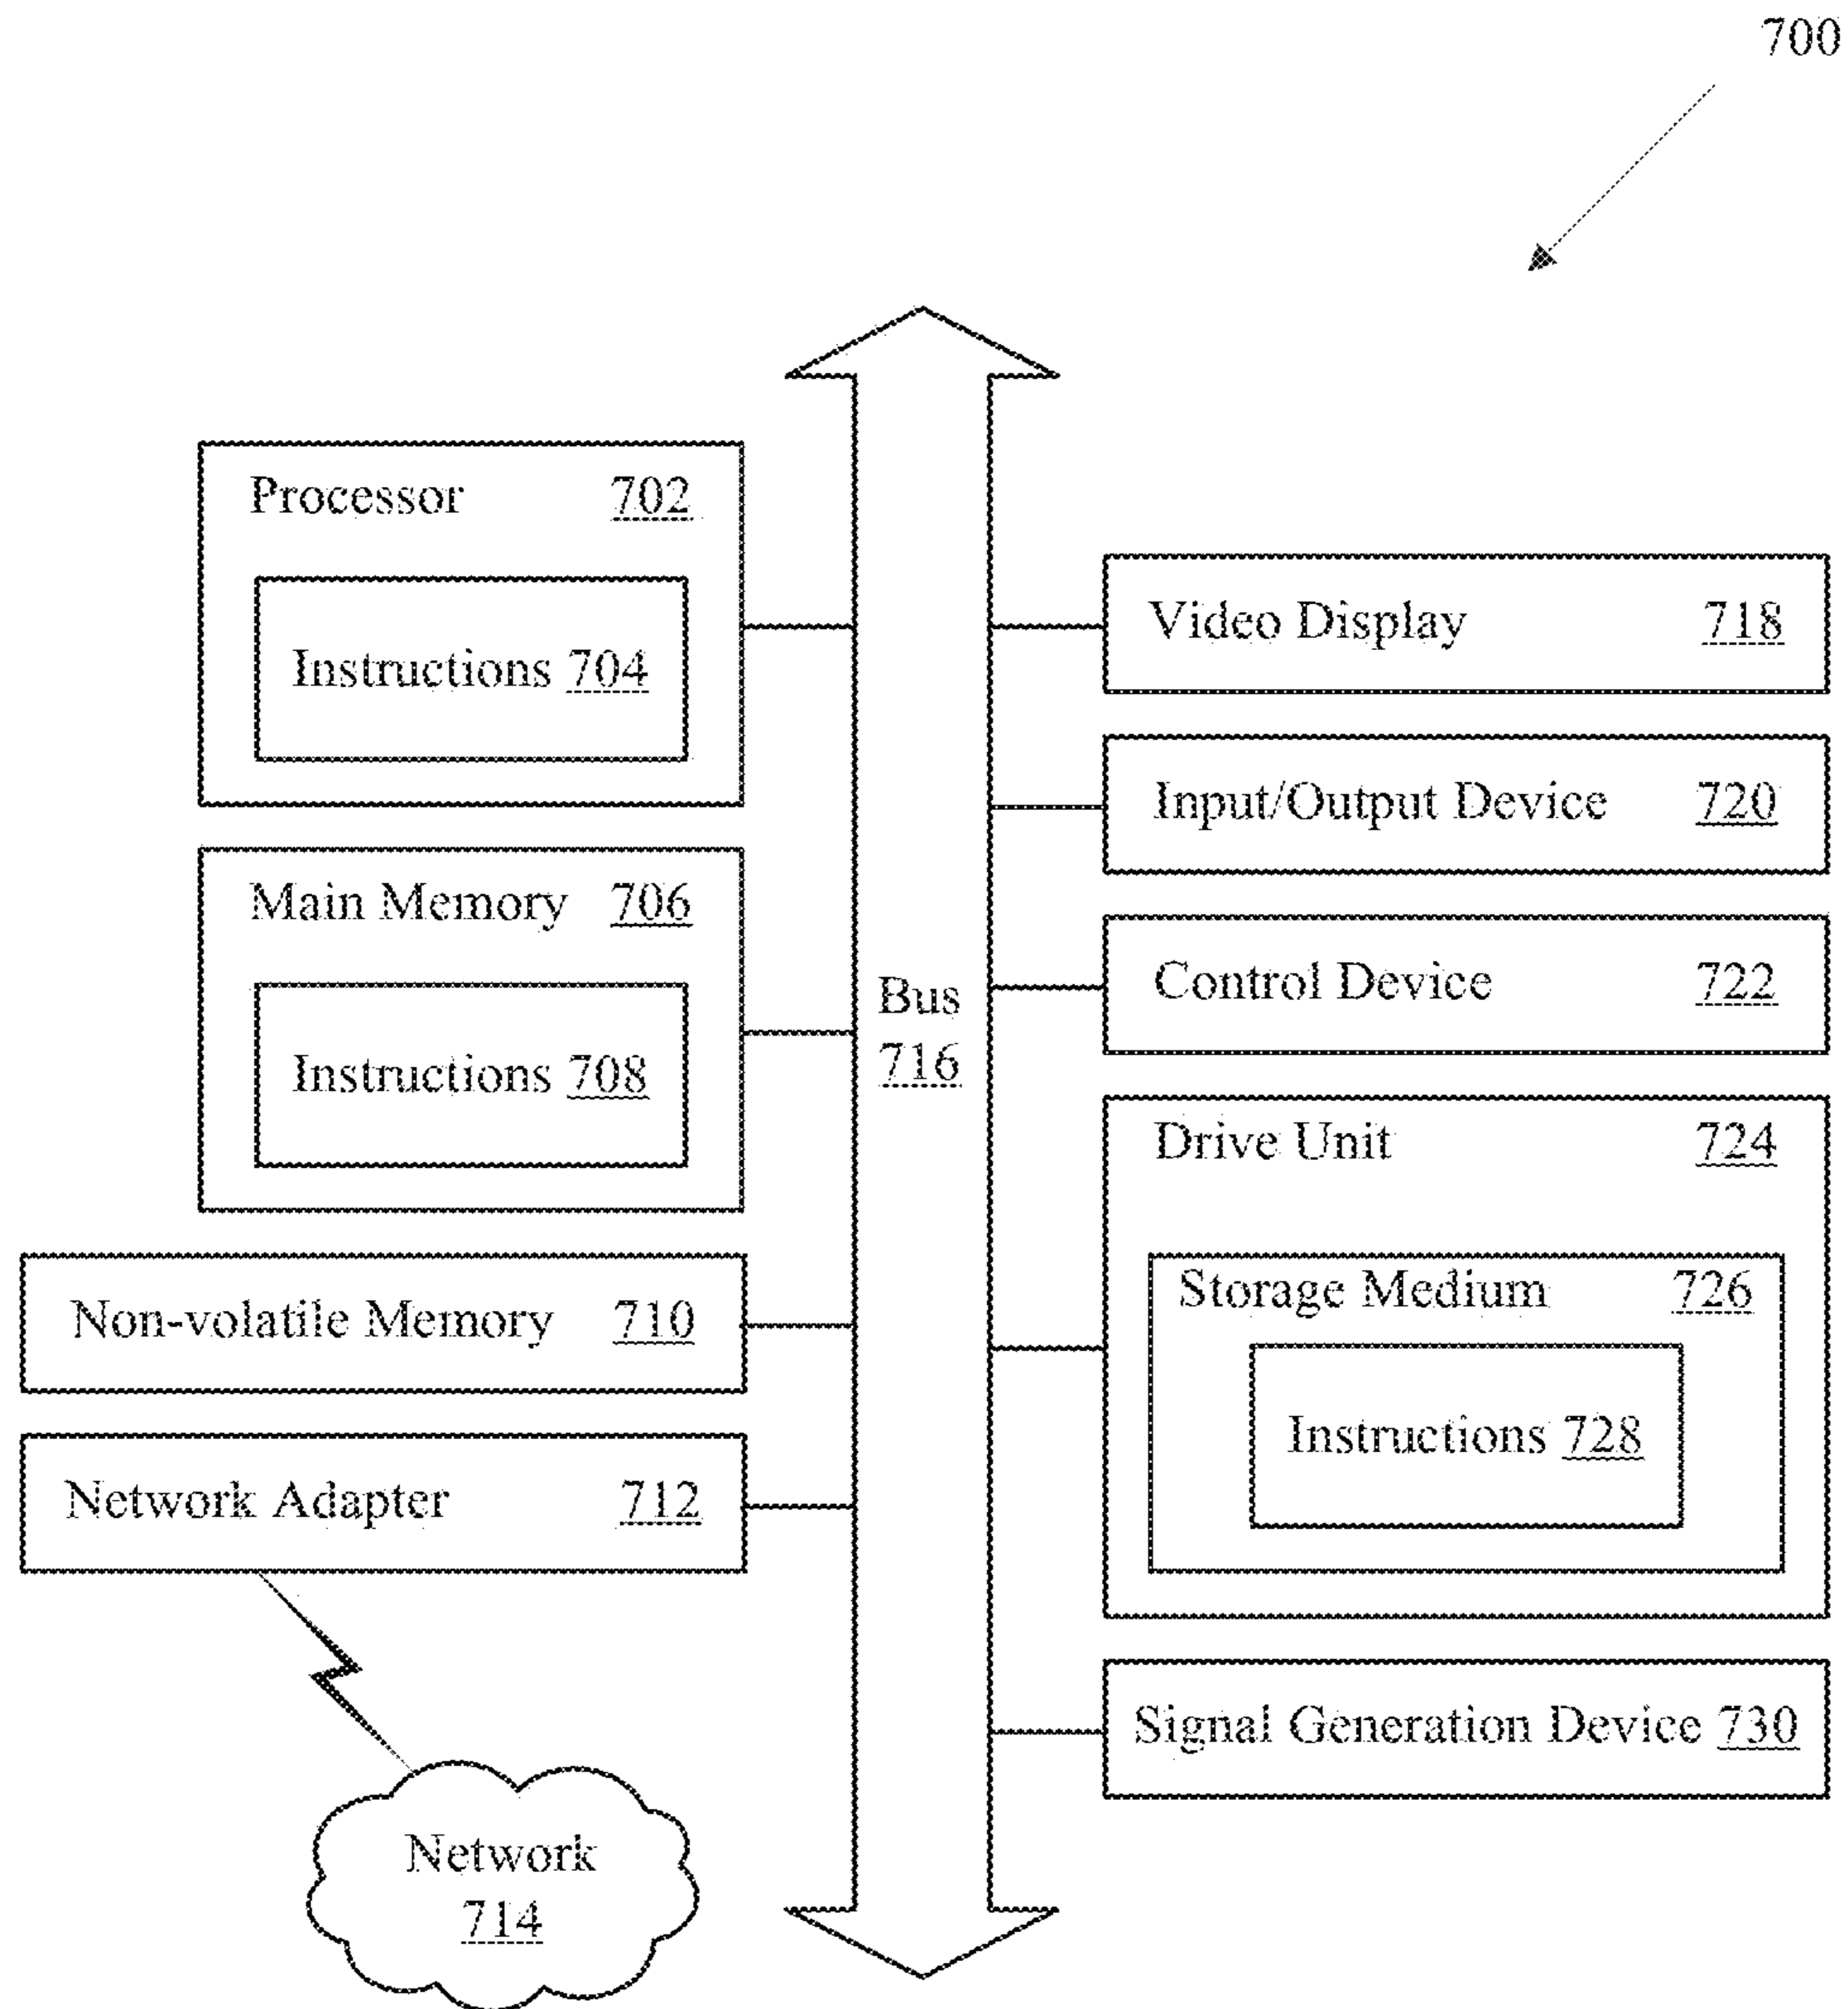 700
Processor 702
Instructions 704
Main Memory 706
Instructions 708
Non-volatile Memory 710
Network Adapter 712
Network
714
Bus
716
Video Display 718
Input/Output Device 720
Control Device 722
Drive Unit 724
Storage Medium 726
Instructions 728
Signal Generation Device 730